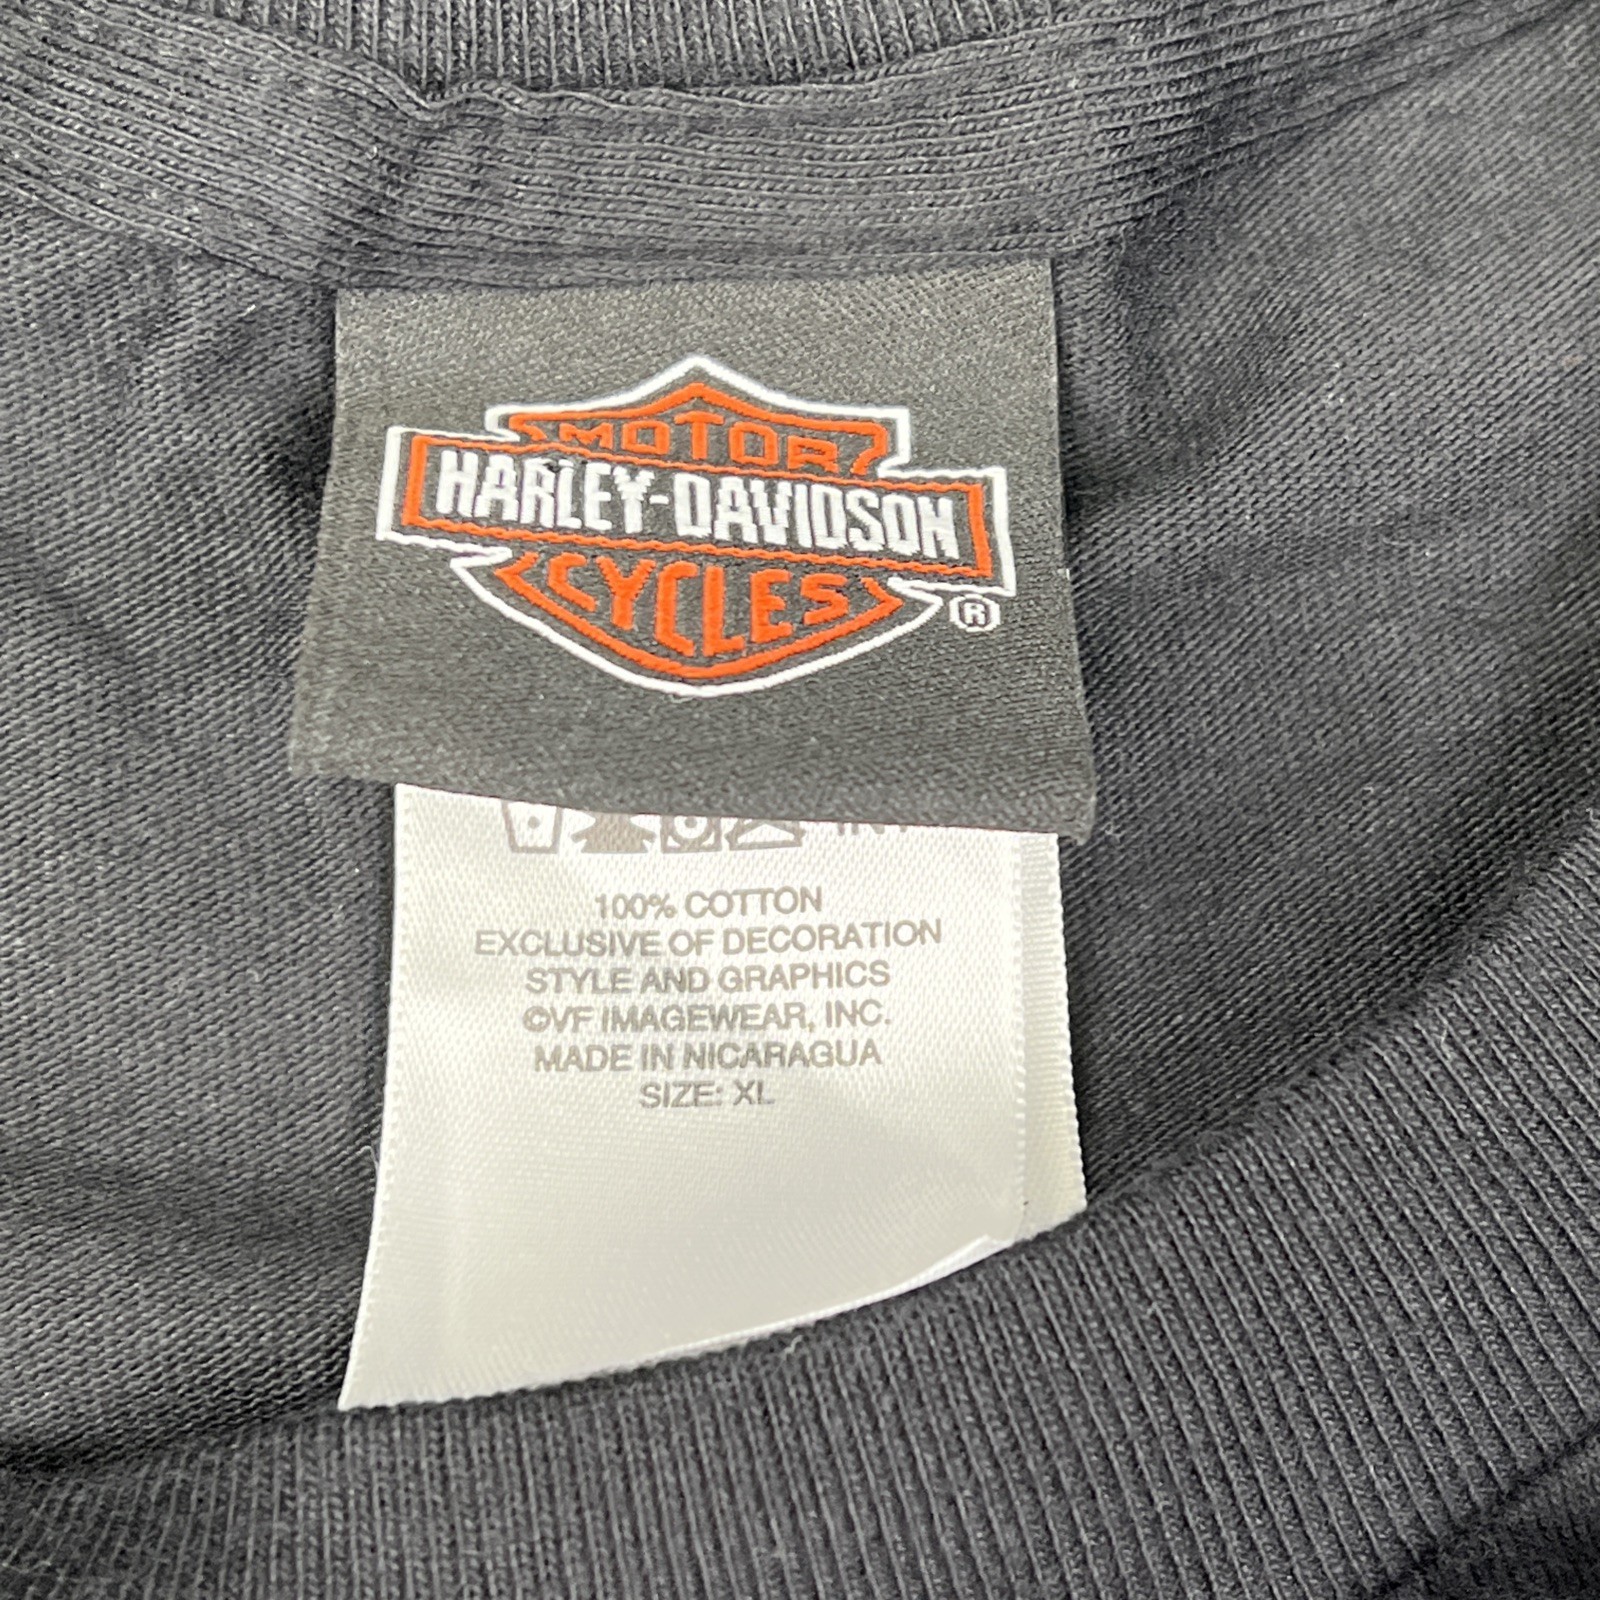 MOTOR
HARLEY-DAVIDSON
CYCLES
®
100% COTTON
EXCLUSIVE OF DECORATION
STYLE AND GRAPHICS
©VF IMAGEWEAR, INC.
MADE IN NICARAGUA
SIZE: XL